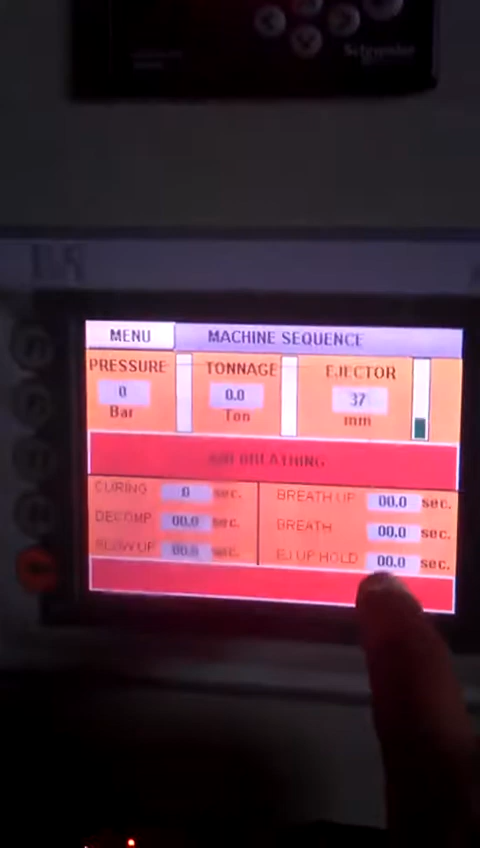 Schneider
MENU
MACHINE SEQUENCE
PRESSURE
0
Bar
TONNAGE
0.0
Ton
EJECTOR
37
mm
BREATHING
CURING 0 sec.
DECOMP 00.0 sec.
SLOW UP 00.0 sec.
BREATH UP 00.0 sec.
BREATH 00.0 sec.
EJ UP HOLD 00.0 sec.